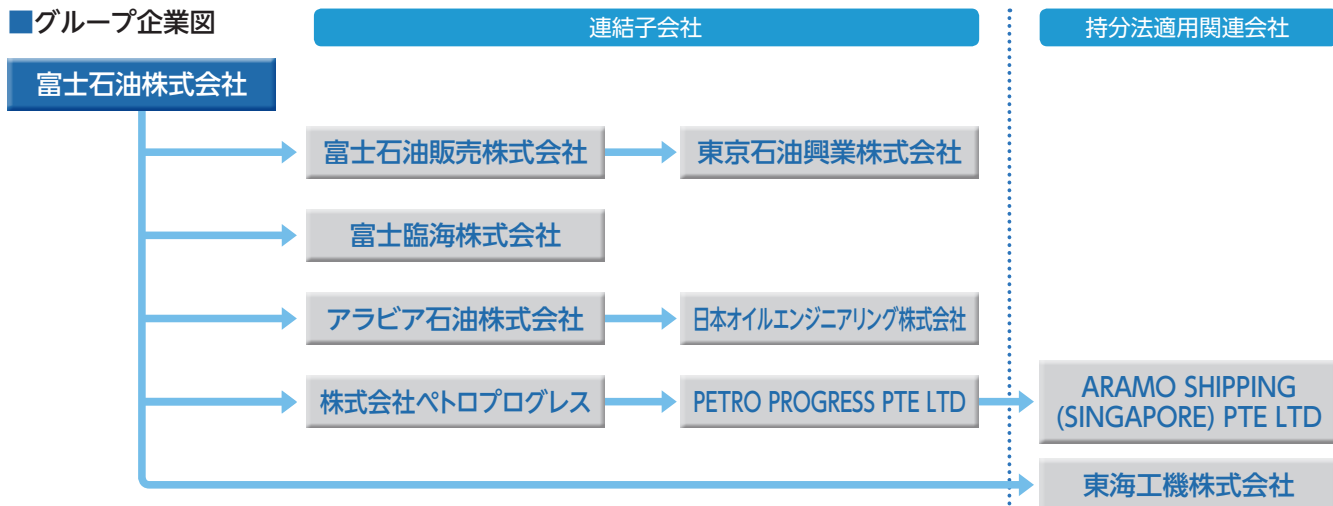 ■グループ企業図
連結子会社
持分法適用関連会社
富士石油株式会社
富士石油販売株式会社
東京石油興業株式会社
富士臨海株式会社
アラビア石油株式会社
日本オイルエンジニアリング株式会社
株式会社ペトロプログレス
PETRO PROGRESS PTE LTD
ARAMO SHIPPING
(SINGAPORE) PTE LTD
東海工機株式会社